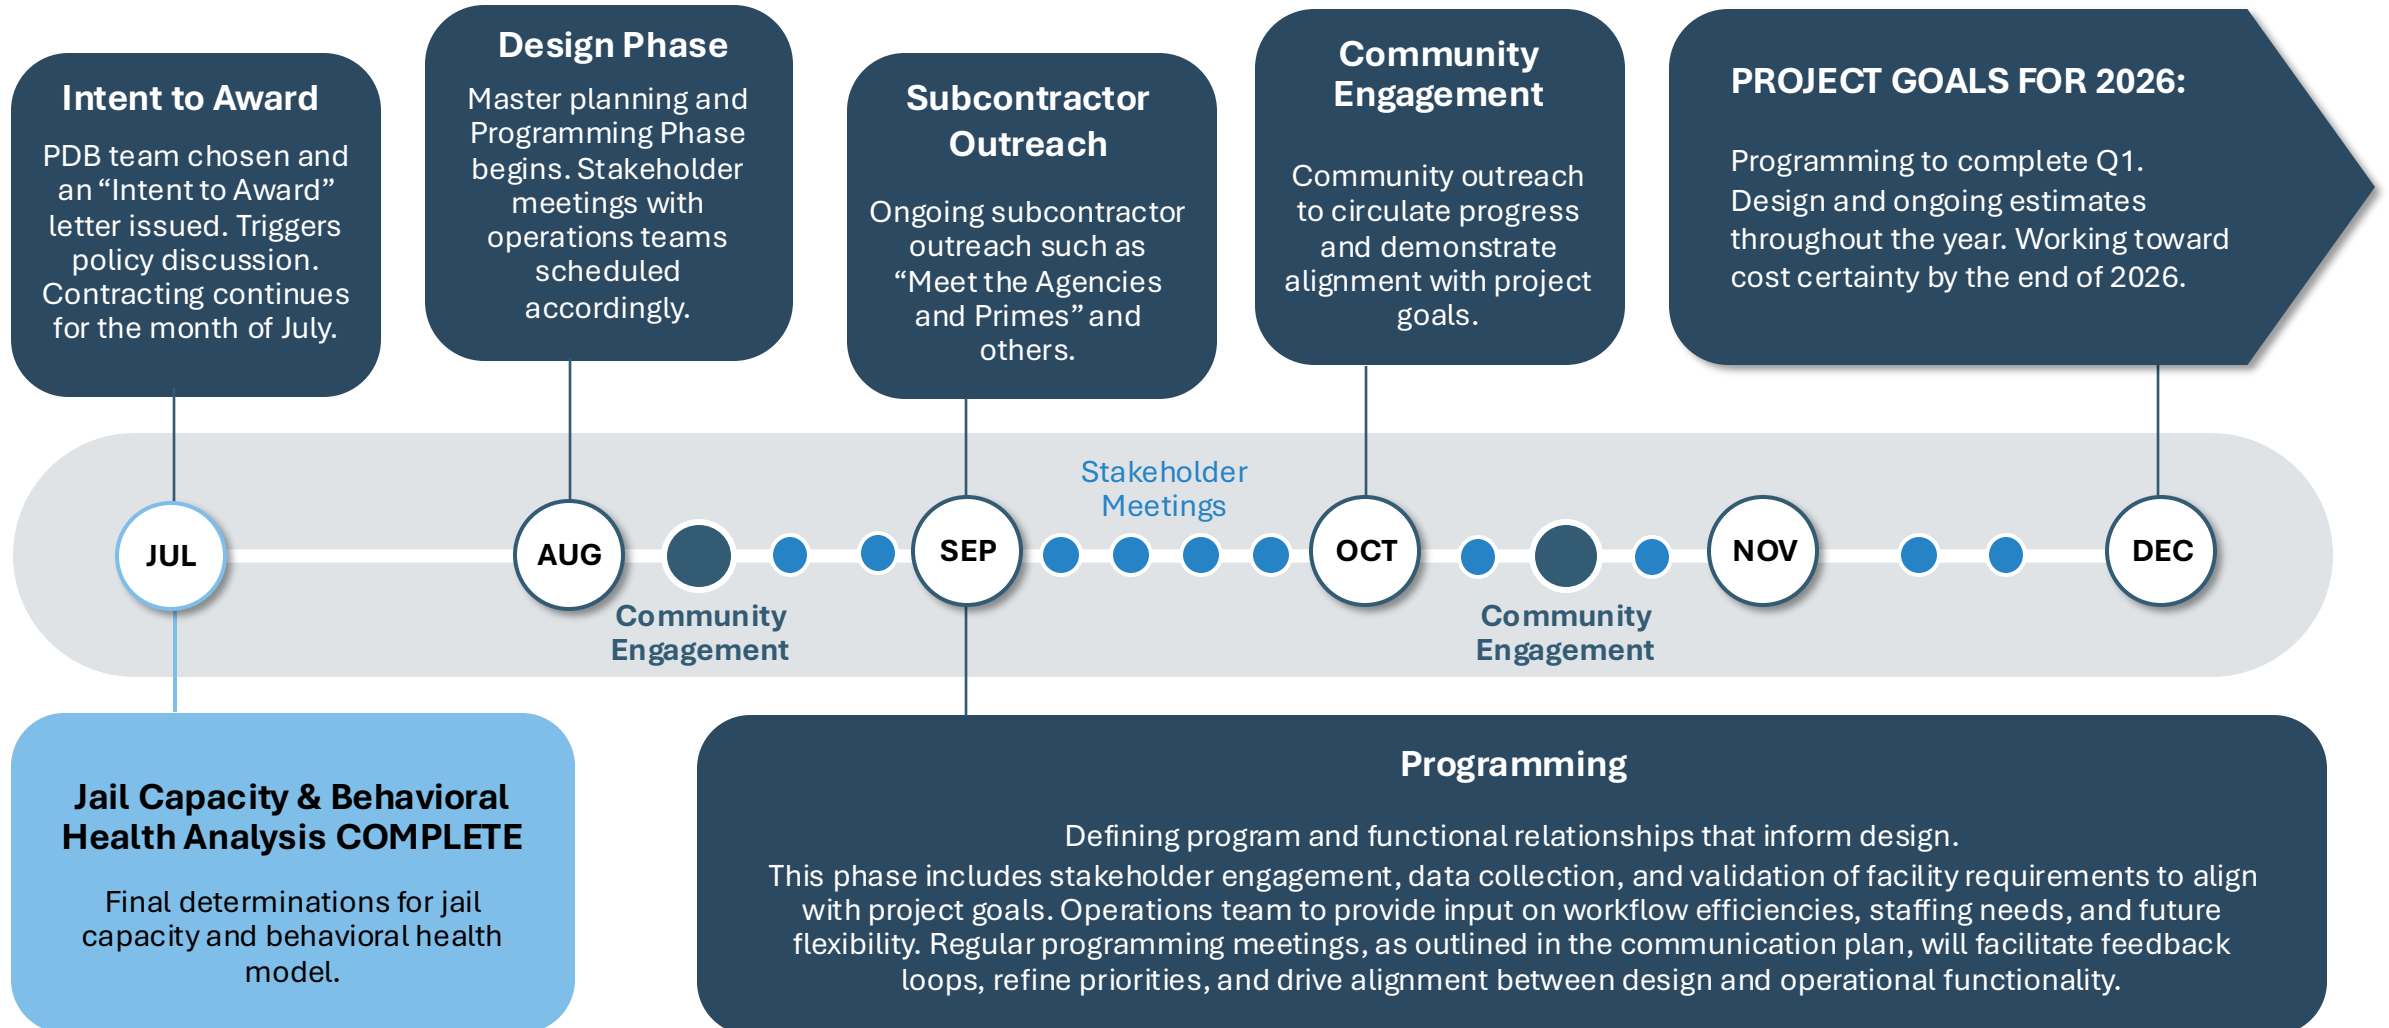 Intent to Award
PDB team chosen and
an “Intent to Award”
letter issued. Triggers
policy discussion.
Contracting continues
for the month of July.
Design Phase
Master planning and
Programming Phase
begins. Stakeholder
meetings with
operations teams
scheduled
accordingly.
Subcontractor
Outreach
Ongoing subcontractor
outreach such as
“Meet the Agencies
and Primes” and
others.
Community
Engagement
Community outreach
to circulate progress
and demonstrate
alignment with project
goals.
PROJECT GOALS FOR 2026:
Programming to complete Q1.
Design and ongoing estimates
throughout the year. Working toward
cost certainty by the end of 2026.
Stakeholder
Meetings
JUL
AUG
SEP
OCT
NOV
DEC
Community
Engagement
Community
Engagement
Jail Capacity & Behavioral
Health Analysis COMPLETE
Final determinations for jail
capacity and behavioral health
model.
Programming
Defining program and functional relationships that inform design.
This phase includes stakeholder engagement, data collection, and validation of facility requirements to align
with project goals. Operations team to provide input on workflow efficiencies, staffing needs, and future
flexibility. Regular programming meetings, as outlined in the communication plan, will facilitate feedback
loops, refine priorities, and drive alignment between design and operational functionality.